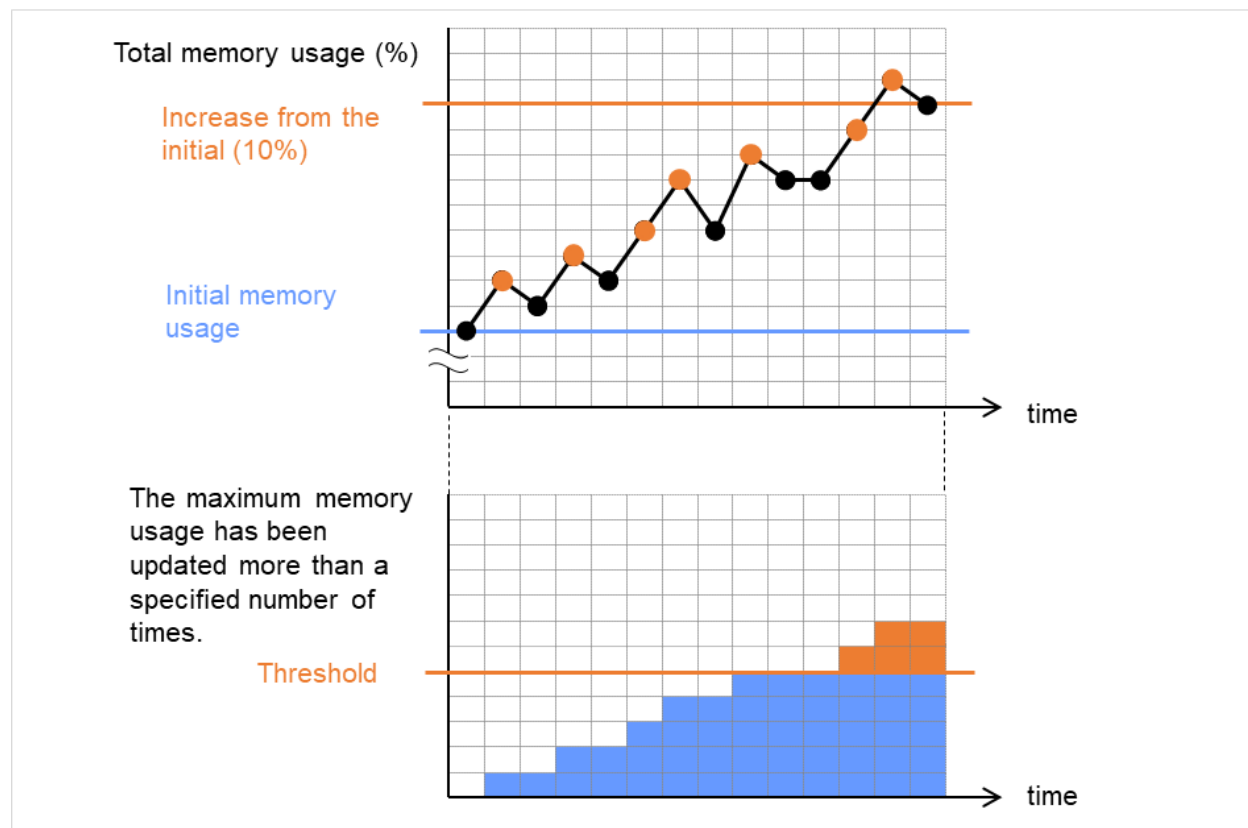 Total memory usage (%)
Increase from the
initial (10%)
Initial memory
usage
time
The maximum memory
usage has been
updated more than a
specified number of
times.
Threshold
time